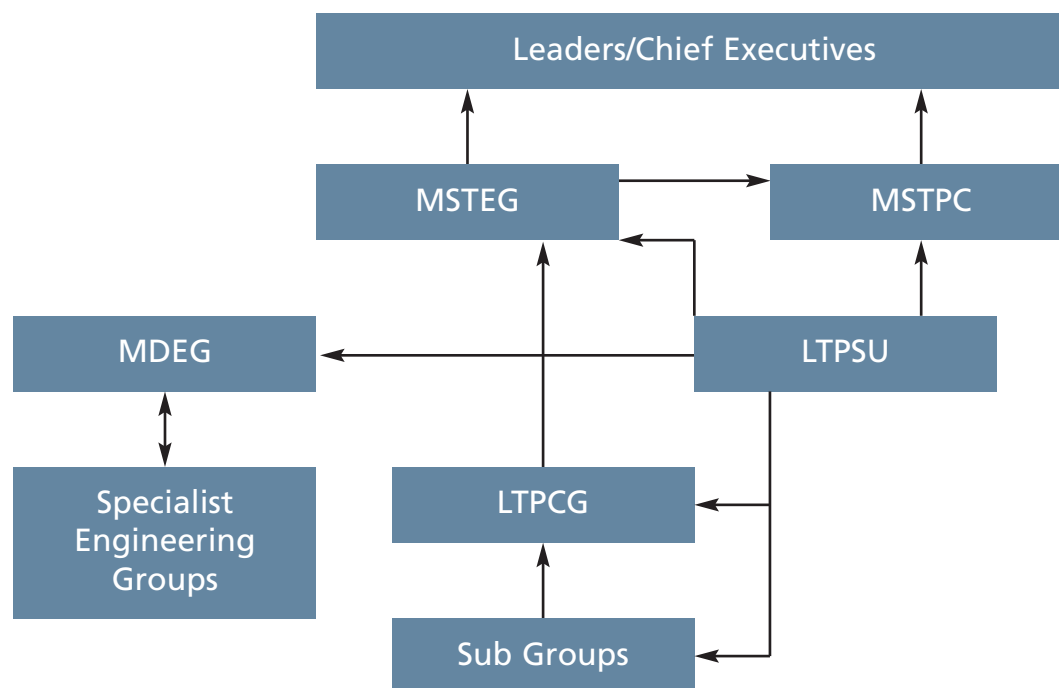 Leaders/Chief Executives
MSTEG
MSTPC
MDEG
LTPSU
Specialist
Engineering
Groups
LTPCG
Sub Groups